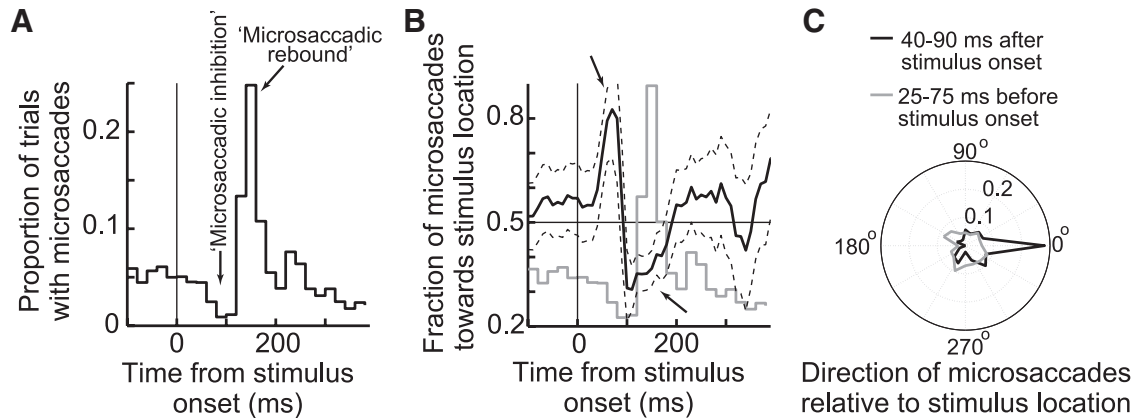 A
‘Microsaccadic
rebound’
‘Microsaccadic inhibition’
Proportion of trials
with microsaccades
0.2
0.1
0
0
200
Time from stimulus
onset (ms)
B
Fraction of microsaccades
towards stimulus location
0.8
0.5
0.2
0
200
Time from stimulus
onset (ms)
C
40-90 ms after
stimulus onset
25-75 ms before
stimulus onset
90°
0.2
0.1
180°
0°
270°
Direction of microsaccades
relative to stimulus location